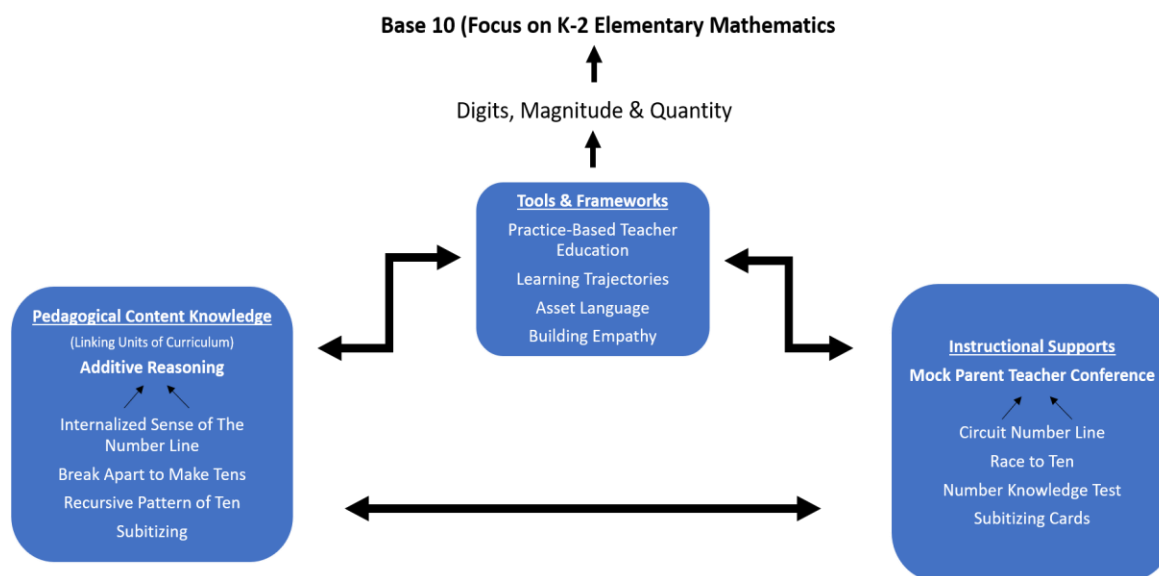 Base 10 (Focus on K-2 Elementary Mathematics
Digits, Magnitude & Quantity
Tools & Frameworks
Practice-Based Teacher
Education
Learning Trajectories
Asset Language
Building Empathy
Pedagogical Content Knowledge
(Linking Units of Curriculum)
Additive Reasoning
Internalized Sense of The
Number Line
Break Apart to Make Tens
Recursive Pattern of Ten
Subitizing
Instructional Supports
Mock Parent Teacher Conference
Circuit Number Line
Race to Ten
Number Knowledge Test
Subitizing Cards